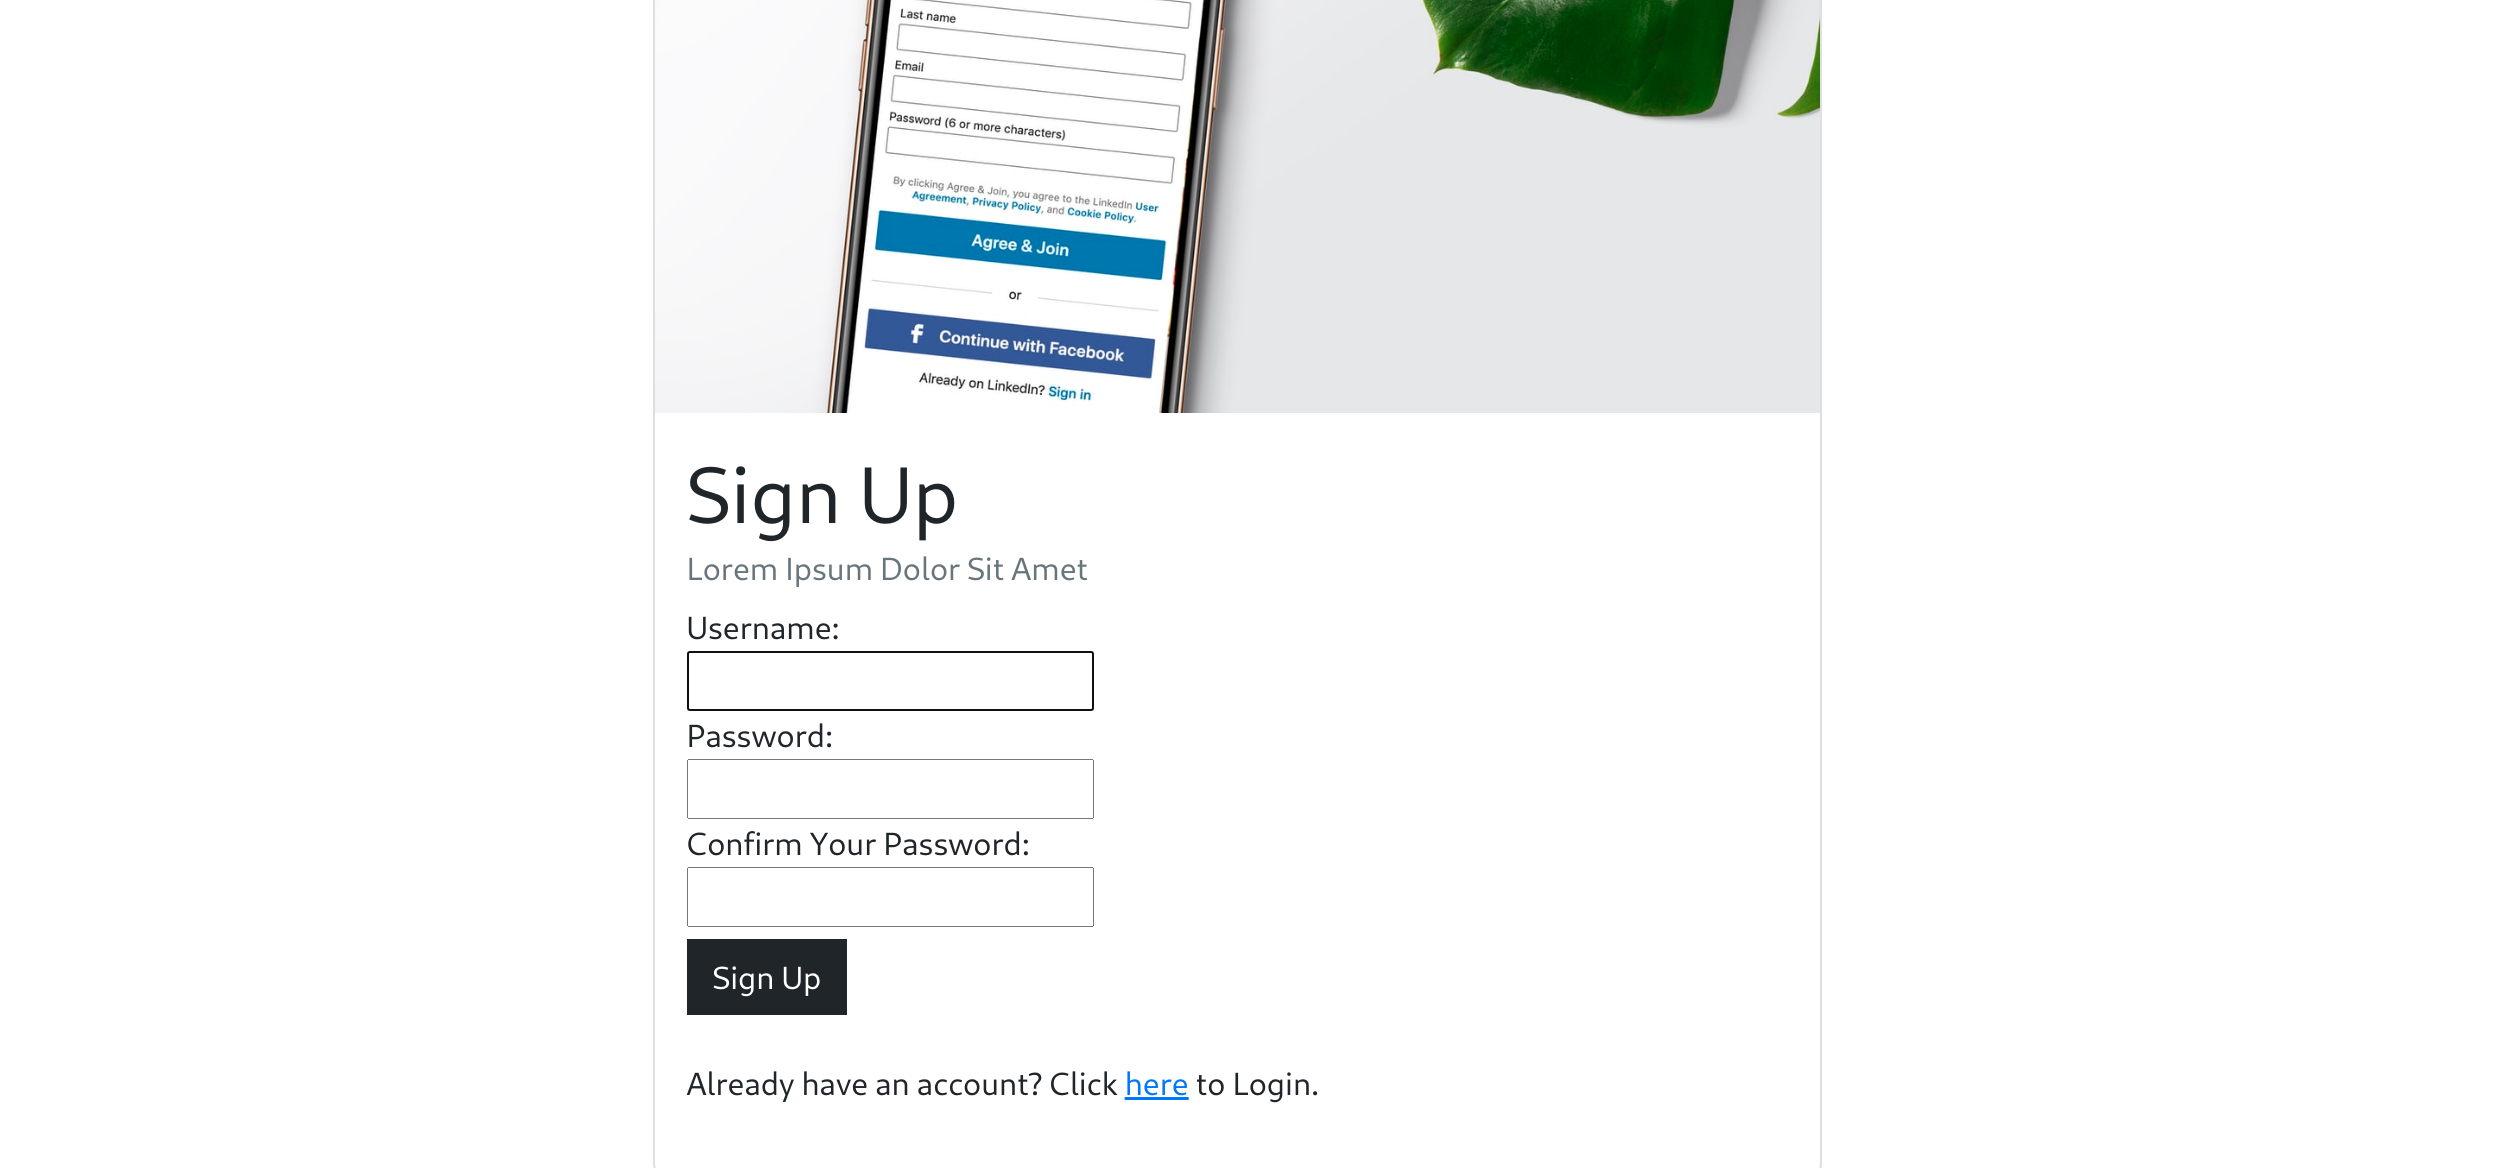 Last name
Email
Password (6 or more characters)
By clicking Agree & Join, you agree to the LinkedIn User
Agreement, Privacy Policy, and Cookie Policy.
Agree & Join
or
f Continue with Facebook
Already on LinkedIn? Sign in
Sign Up
Lorem Ipsum Dolor Sit Amet
Username:
Password:
Confirm Your Password:
Sign Up
Already have an account? Click here to Login.